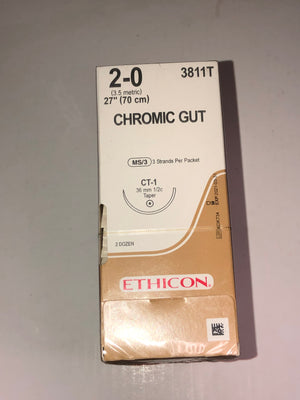 2-0
3811T
(3.5 metric)
27" (70 cm)
CHROMIC GUT
MS/3 3 Strands Per Packet
CT-1
36 mm 1/2c
Taper
2 DOZEN
ETHICON